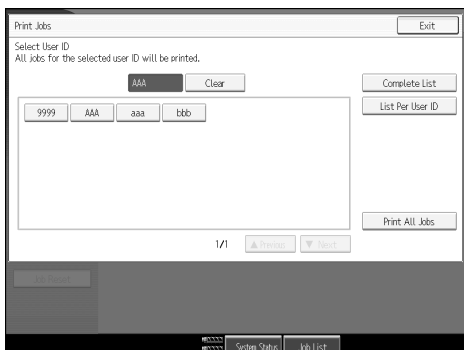 Print Jobs
Exit
Select User ID
All jobs for the selected user ID will be printed.
AAA
Clear
Complete List
9999
AAA
aaa
bbb
List Per User ID
Print All Jobs
1/1
▲ Previous
▼ Next
Job Reset
System Status
Job List